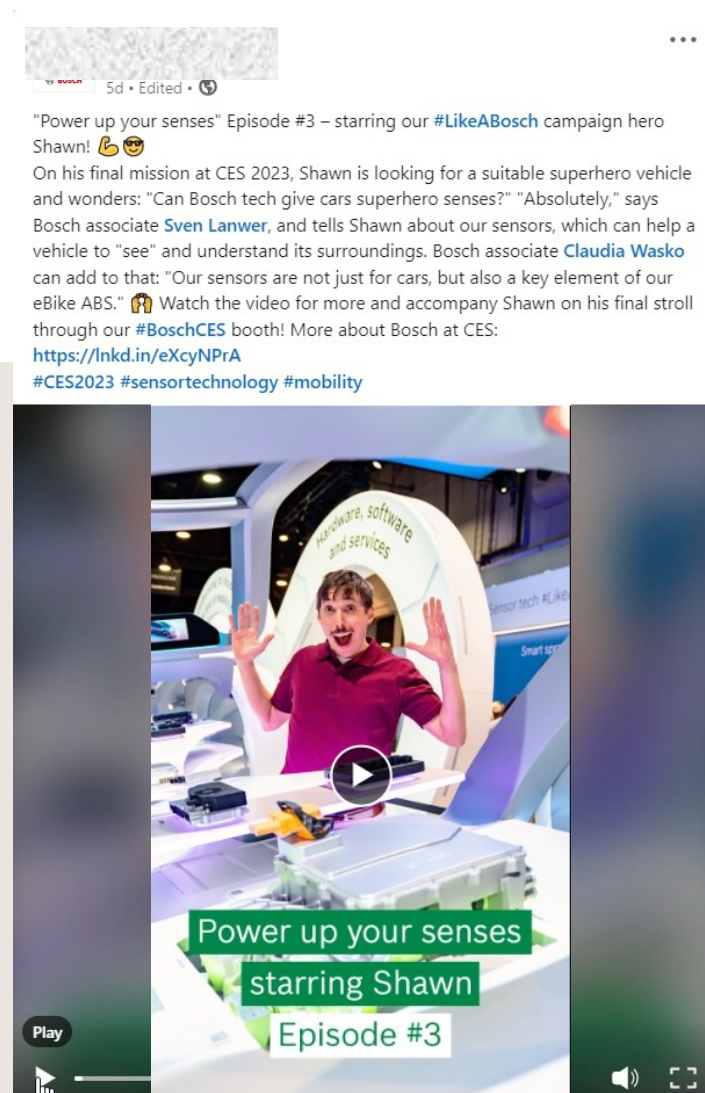 BOSCH
5d • Edited •
"Power up your senses" Episode #3 – starring our #LikeABosch campaign hero
Shawn! 💪😎
On his final mission at CES 2023, Shawn is looking for a suitable superhero vehicle
and wonders: "Can Bosch tech give cars superhero senses?" "Absolutely," says
Bosch associate Sven Lanwer, and tells Shawn about our sensors, which can help a
vehicle to "see" and understand its surroundings. Bosch associate Claudia Wasko
can add to that: "Our sensors are not just for cars, but also a key element of our
eBike ABS." 🙌 Watch the video for more and accompany Shawn on his final stroll
through our #BoschCES booth! More about Bosch at CES:
https://lnkd.in/eXcyNPrA
#CES2023 #sensortechnology #mobility
Hardware, software
and services
Sensor tech #Like
Smart
Power up your senses
starring Shawn
Episode #3
Play